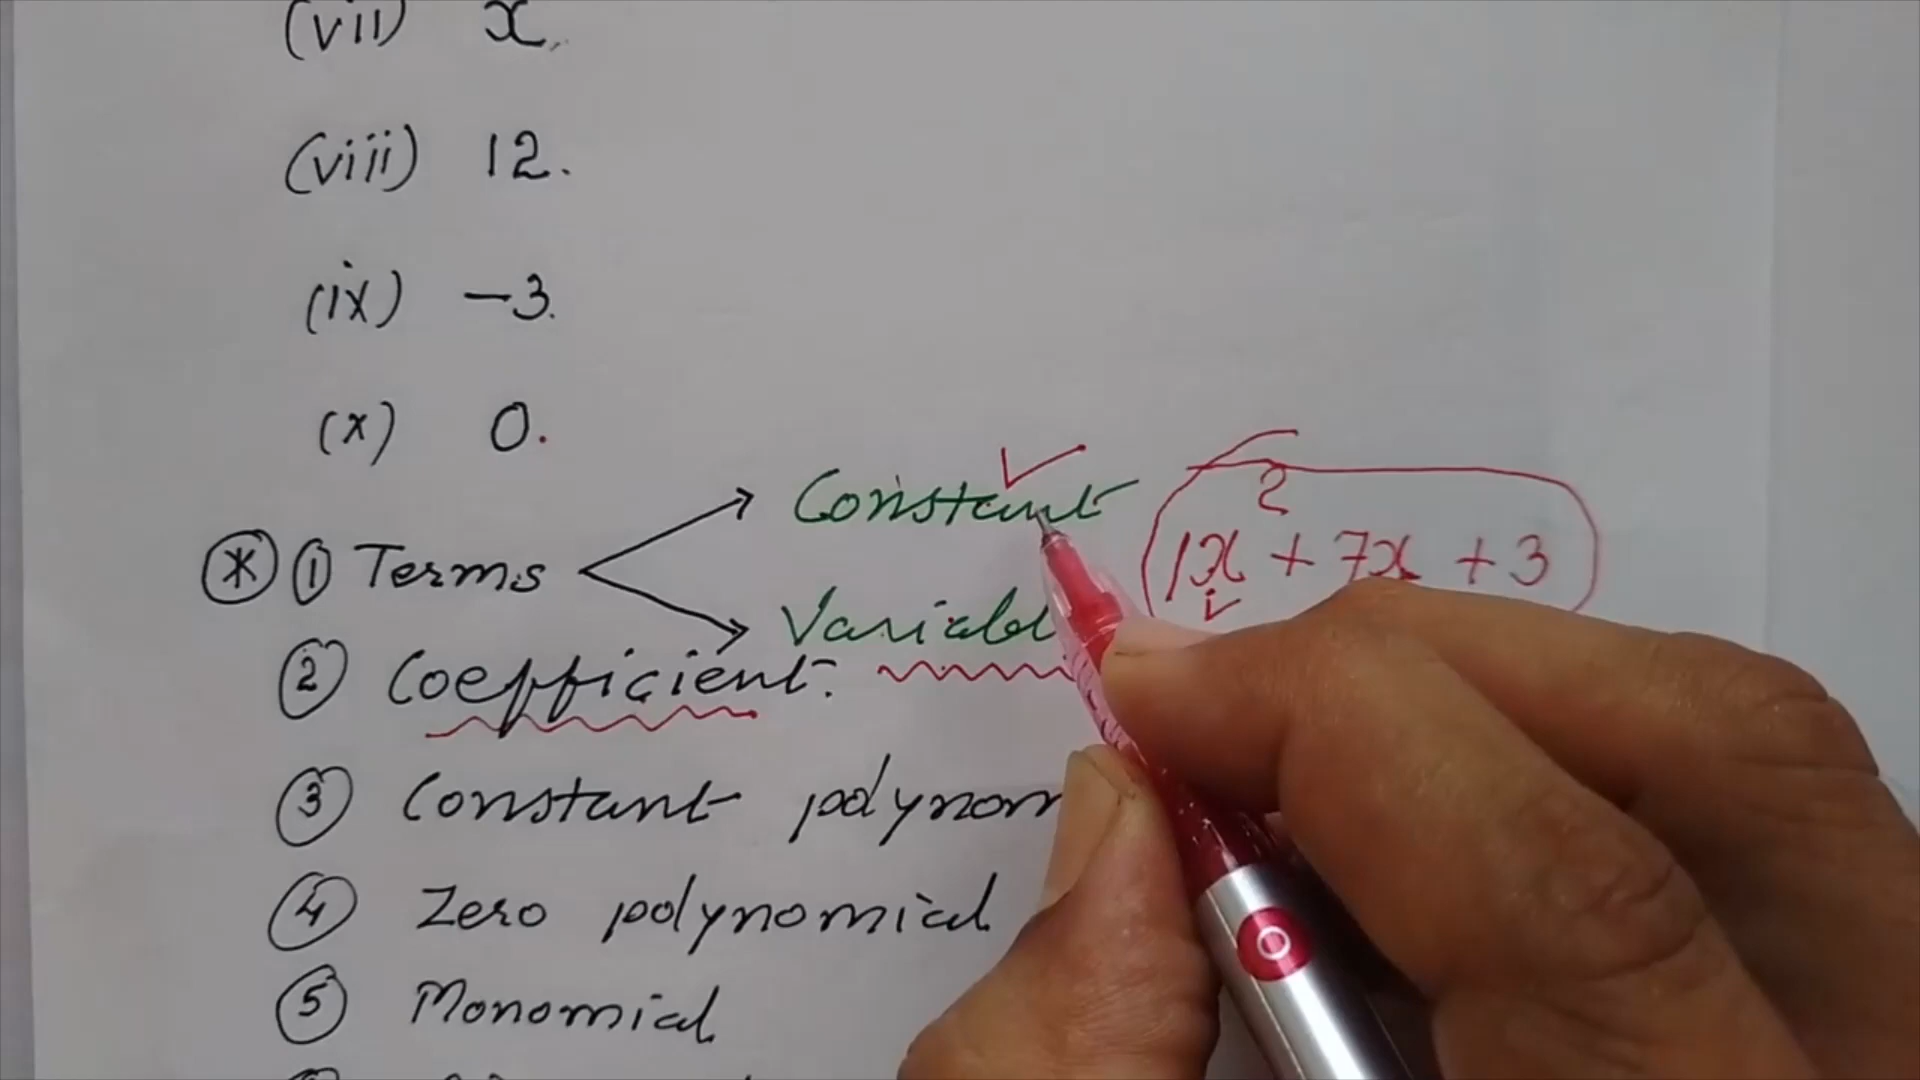 (vii) x.
(viii) 12.
(ix) -3.
(x) 0.
Constant
* ① Terms
1x² + 7x + 3
Variabl
② Coefficient:
③ Constant polynom
④ Zero polynomial
⑤ Monomial